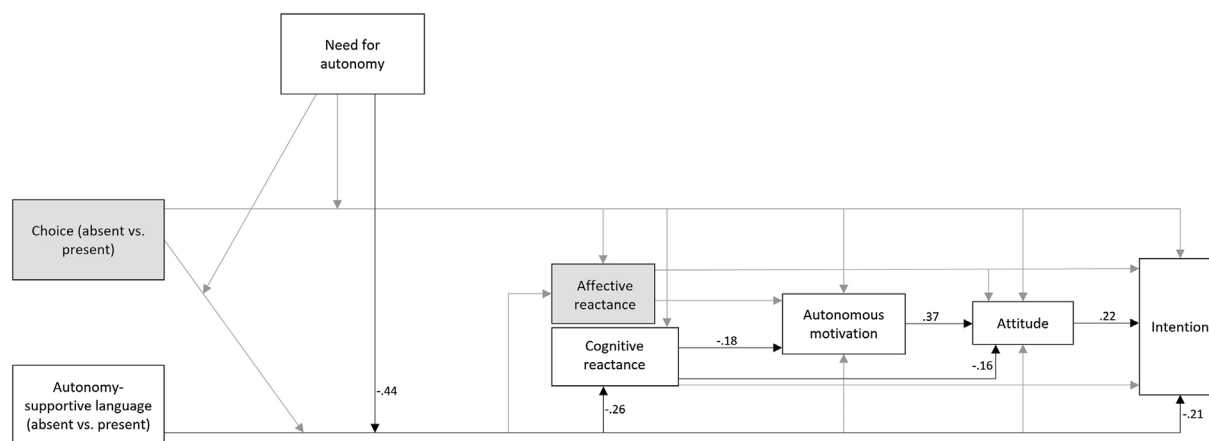 Need for
autonomy
Choice (absent vs.
present)
Affective
reactance
Autonomous
motivation
.37
Attitude
.22
Intention
Cognitive
reactance
-.18
-.16
Autonomy-
supportive language
(absent vs. present)
-.44
-.26
-.21